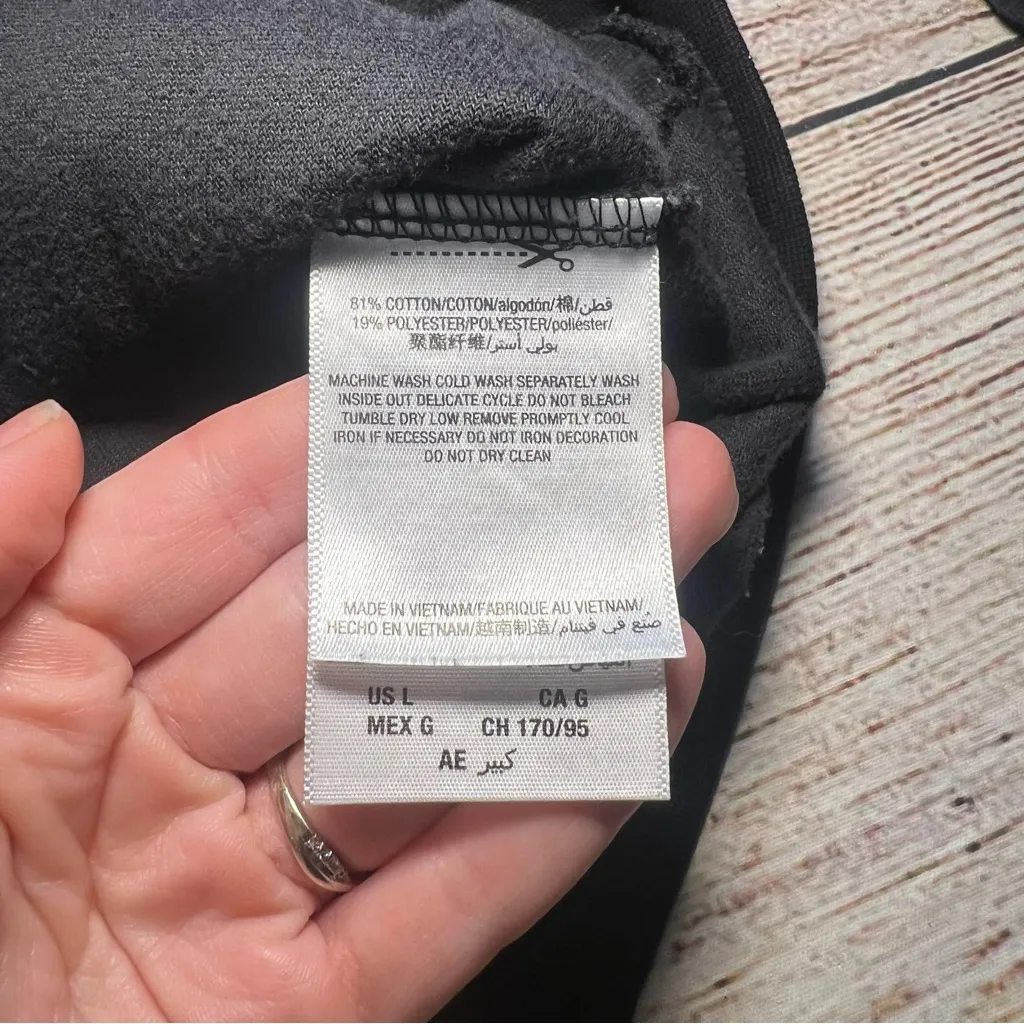 81% COTTON/COTON/algodón/棉/قطن
19% POLYESTER/POLYESTER/poliéster/
聚酯纤维/بولي أستر
MACHINE WASH COLD WASH SEPARATELY WASH
INSIDE OUT DELICATE CYCLE DO NOT BLEACH
TUMBLE DRY LOW REMOVE PROMPTLY COOL
IRON IF NECESSARY DO NOT IRON DECORATION
DO NOT DRY CLEAN
MADE IN VIETNAM/FABRIQUE AU VIETNAM/
HECHO EN VIETNAM/越南制造/صنع في فيتنام
US L CA G
MEX G CH 170/95
AE كبير